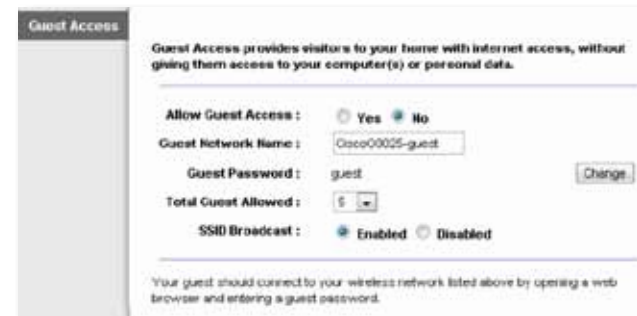 Guest Access
Guest Access provides visitors to your home with internet access, without
giving them access to your computer(s) or personal data.
Allow Guest Access : Yes No
Guest Network Name : Cisco00025-guest
Guest Password : guest Change
Total Guest Allowed : 5
SSID Broadcast : Enabled Disabled
Your guest should connect to your wireless network listed above by opening a web
browser and entering a guest password.